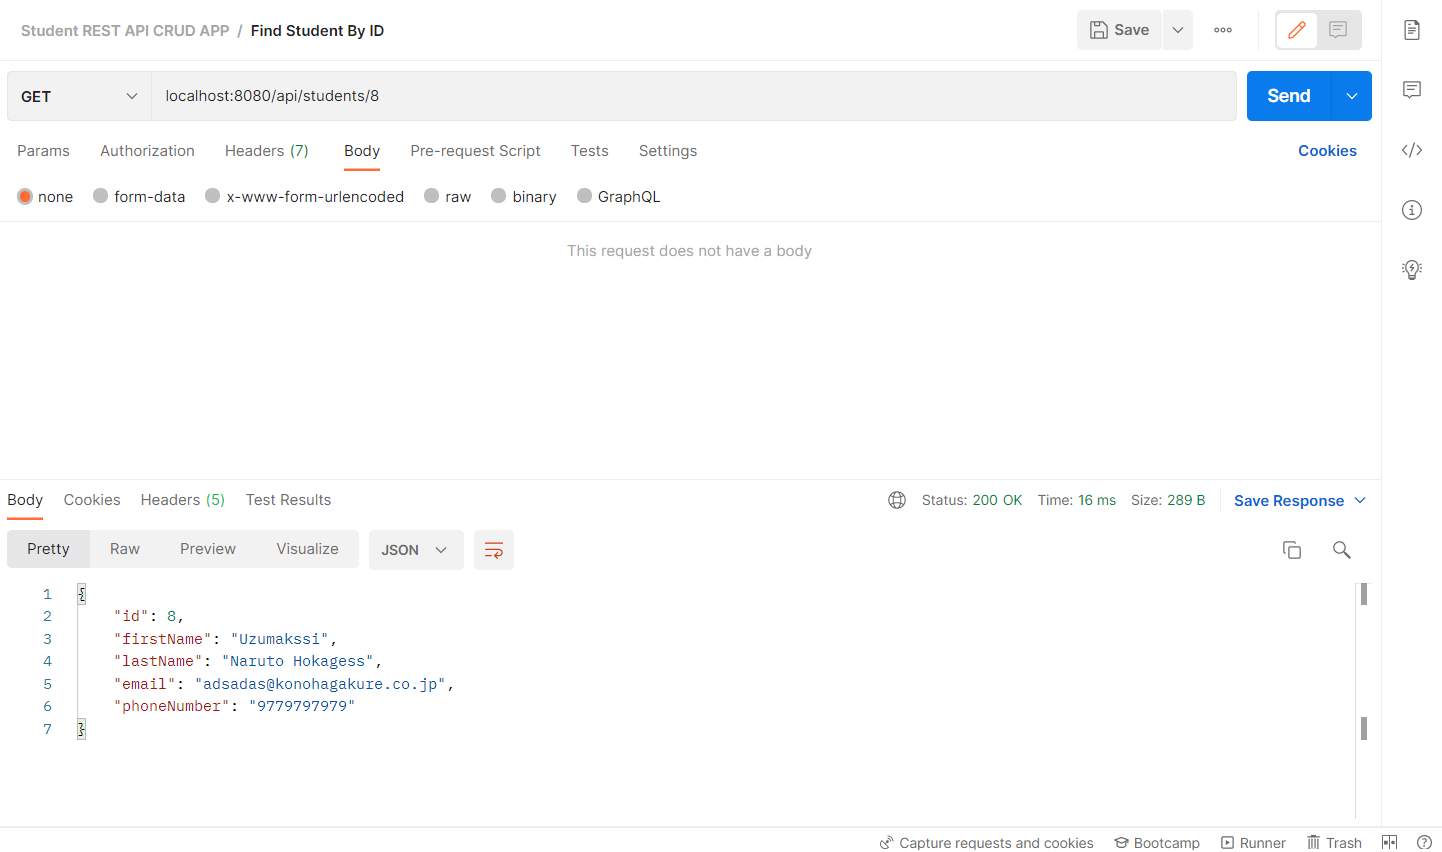 Student REST API CRUD APP / Find Student By ID
Save
GET
localhost:8080/api/students/8
Send
Params Authorization Headers (7) Body Pre-request Script Tests Settings Cookies
none form-data x-www-form-urlencoded raw binary GraphQL
This request does not have a body
Body Cookies Headers (5) Test Results Status: 200 OK Time: 16 ms Size: 289 B Save Response
Pretty Raw Preview Visualize JSON
1 {
2 "id": 8,
3 "firstName": "Uzumakssi",
4 "lastName": "Naruto Hokagess",
5 "email": "adsadas@konohagakure.co.jp",
6 "phoneNumber": "9779797979"
7 }
Capture requests and cookies Bootcamp Runner Trash